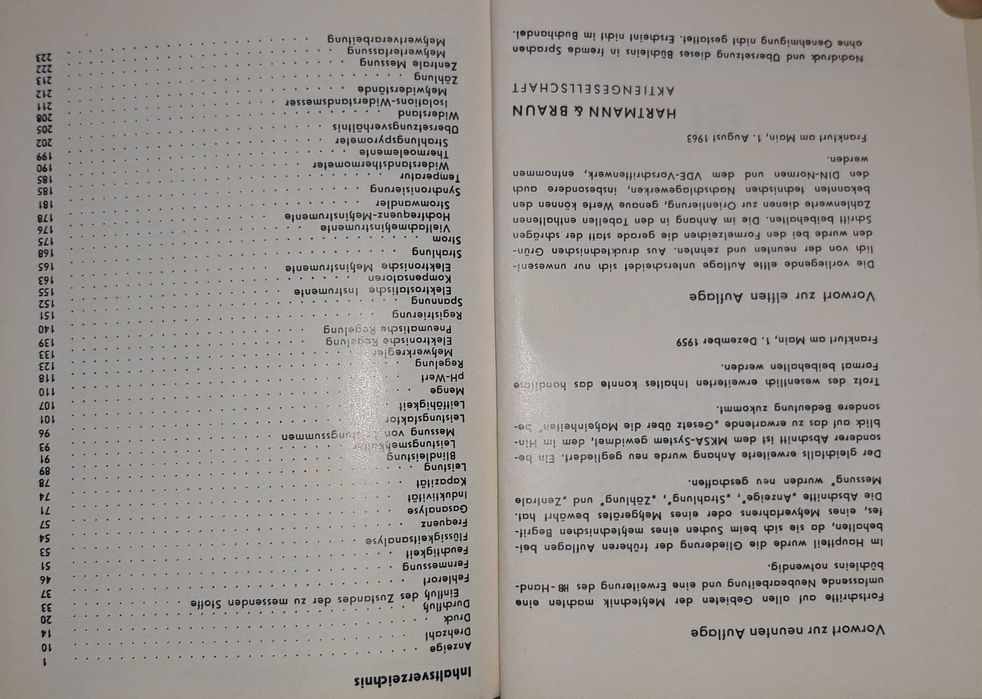 Vorwort zur neunten Auflage
Fortschritte auf allen Gebieten der Meßtechnik machten eine
umfassende Neubearbeitung und eine Erweiterung des HB-Hand-
büchleins notwendig.
Im Hauptteil wurde die Gliederung der früheren Auflagen bei-
behalten, da sie sich beim Suchen eines meßtechnischen Begrif-
fes, eines Meßverfahrens oder eines Meßgerätes bewährt hat.
Die Abschnitte „Anzeige", „Strahlung", „Zählung" und „Zentrale
Messung" wurden neu geschaffen.
Der gleichfalls erweiterte Anhang wurde neu gegliedert. Ein be-
sonderer Abschnitt ist dem MKSA-System gewidmet, dem im Hin-
blick auf das zu erwartende „Gesetz über die Maßeinheiten" be-
sondere Bedeutung zukommt.
Trotz des wesentlich erweiterten Inhaltes konnte das handliche
Format beibehalten werden.
Frankfurt am Main, 1. Dezember 1959
Vorwort zur elften Auflage
Die vorliegende elfte Auflage unterscheidet sich nur unwesent-
lich von der neunten und zehnten. Aus drucktechnischen Grün-
den wurde bei den Formelzeichen die gerade statt der schrägen
Schrift beibehalten. Die im Anhang in den Tabellen enthaltenen
Zahlenwerte dienen zur Orientierung, genaue Werte können den
bekannten technischen Nachschlagewerken, insbesondere auch
den DIN-Normen und dem VDE-Vorschriftenwerk, entnommen
werden.
Frankfurt am Main, 1. August 1963
HARTMANN & BRAUN
AKTIENGESELLSCHAFT
Nachdruck und Übersetzung dieses Büchleins in fremde Sprachen
ohne Genehmigung nicht gestattet. Erscheint nicht im Buchhandel.
Inhaltsverzeichnis
Anzeige 1
Drehzahl 10
Druck 14
Durchfluß 20
Einfluß des Zustandes der zu messenden Stoffe 33
Fehlerort 37
Fernmessung 46
Feuchtigkeit 51
Flüssigkeitsanalyse 53
Frequenz 54
Gasanalyse 57
Induktivität 71
Kapazität 74
Leistung 78
Blindleistung 89
Leistungsmeßkoffer 91
Messung von Leistungssummen 93
Leistungsfaktor 96
Leitfähigkeit 101
Menge 107
pH-Wert 110
Regelung 118
Meßwerkregler 123
Elektronische Regelung 133
Pneumatische Regelung 139
Registrierung 140
Spannung 151
Elektrostatische Instrumente 152
Kompensatoren 155
Elektronische Meßinstrumente 163
Strahlung 165
Strom 168
Vielfachmeßinstrumente 175
Hochfrequenz-Meßinstrumente 176
Stromwandler 178
Synchronisierung 181
Temperatur 185
Widerstandsthermometer 185
Thermoelemente 190
Strahlungspyrometer 199
Übersetzungsverhältnis 202
Widerstand 205
Isolations-Widerstandsmesser 208
Meßwiderstände 211
Zählung 212
Zentrale Messung 213
Meßwerterfassung 222
Meßwertverarbeitung 223